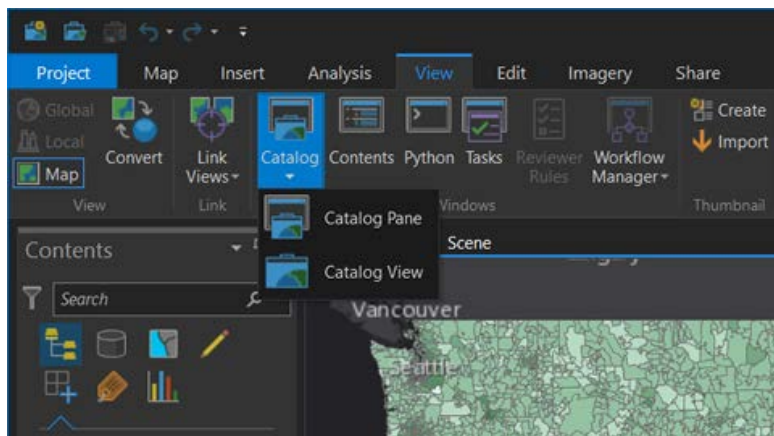 Project Map Insert Analysis View Edit Imagery Share
Global
Local
Map
Convert
Link Views
Catalog
Contents
Python
Tasks
Reviewer Rules
Workflow Manager
Create
Import
View
Link
Windows
Thumbnail
Catalog Pane
Catalog View
Contents
Search
Scene
Vancouver
Seattle